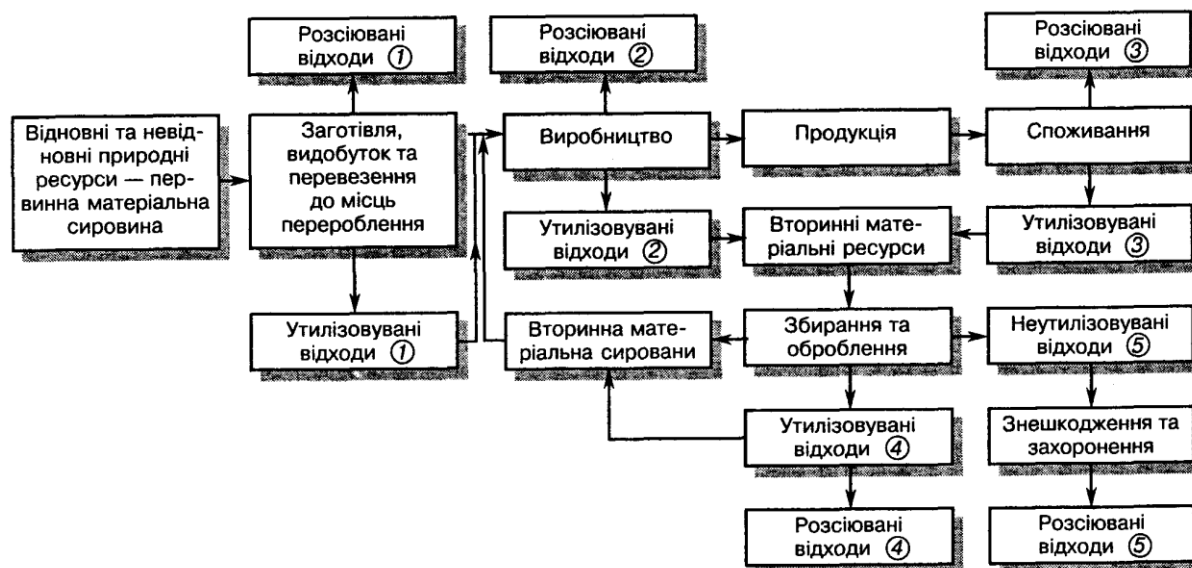 Розсіювані
відходи ①
Розсіювані
відходи ②
Розсіювані
відходи ③
Відновні та невід-
новні природні
ресурси — пер-
винна матеріальна
сировина
Заготівля,
видобуток та
перевезення
до місць
перероблення
Виробництво
Продукція
Споживання
Утилізовувані
відходи ②
Вторинні мате-
ріальні ресурси
Утилізовувані
відходи ③
Утилізовувані
відходи ①
Вторинна мате-
ріальна сировани
Збирання та
оброблення
Неутилізовувані
відходи ⑤
Утилізовувані
відходи ④
Знешкодження та
захоронення
Розсіювані
відходи ④
Розсіювані
відходи ⑤